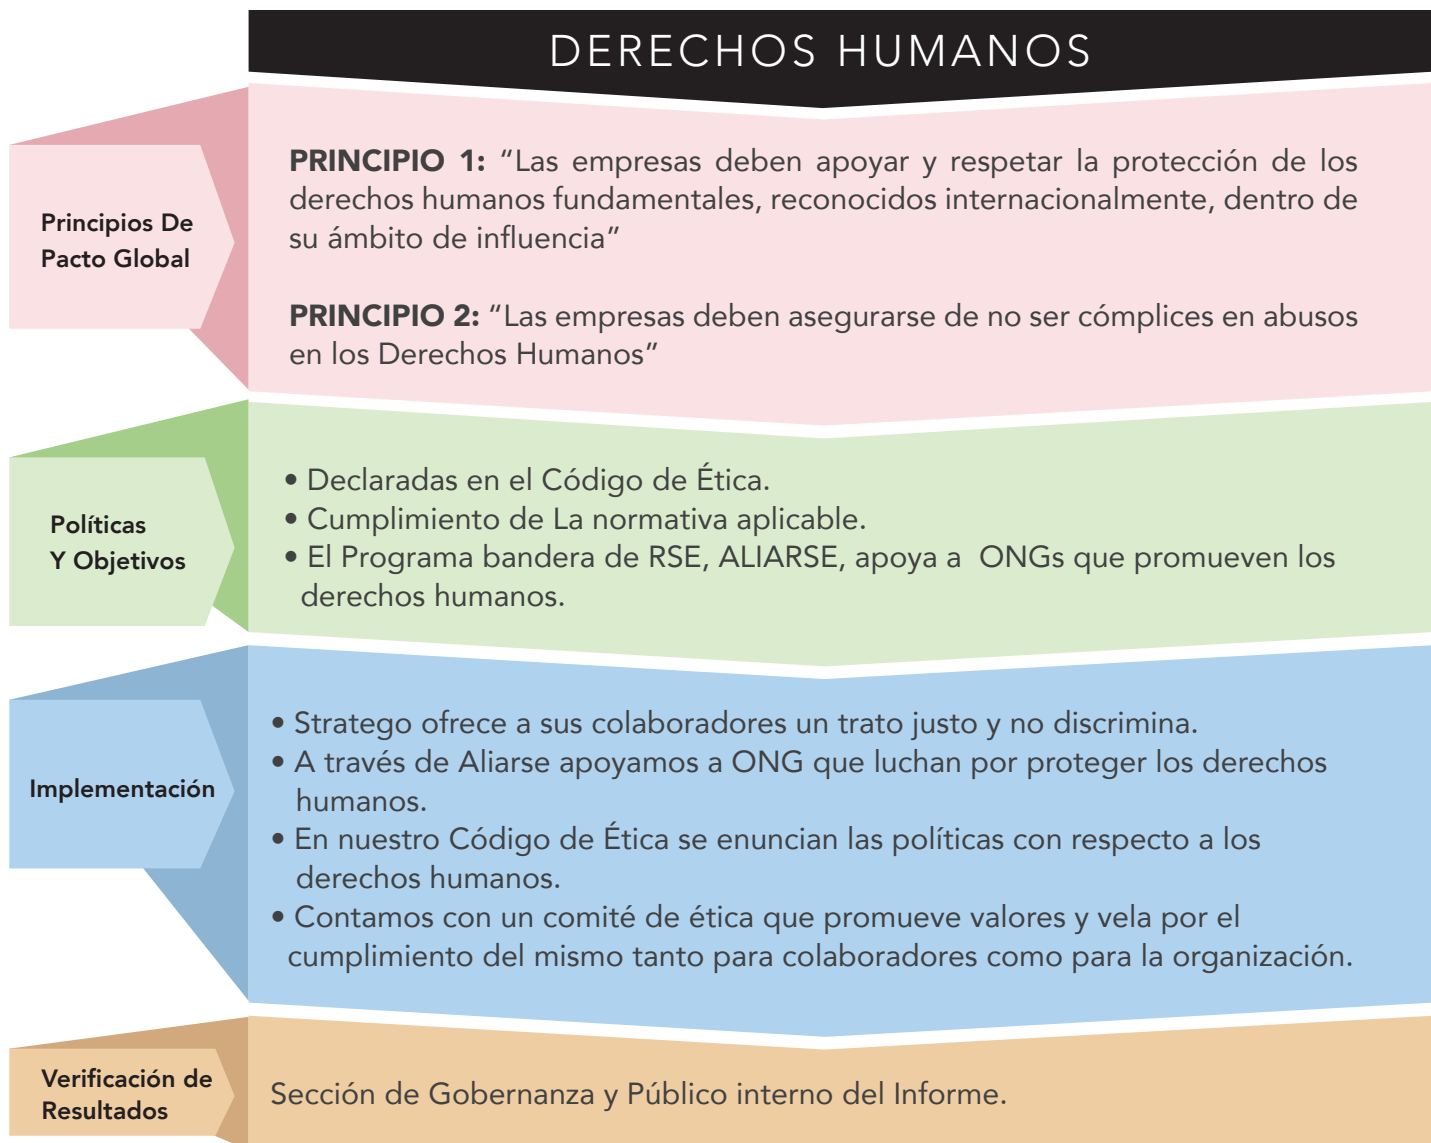 DERECHOS HUMANOS
Principios De
Pacto Global
PRINCIPIO 1: “Las empresas deben apoyar y respetar la protección de los
derechos humanos fundamentales, reconocidos internacionalmente, dentro de
su ámbito de influencia”
PRINCIPIO 2: “Las empresas deben asegurarse de no ser cómplices en abusos
en los Derechos Humanos”
Políticas
Y Objetivos
• Declaradas en el Código de Ética.
• Cumplimiento de La normativa aplicable.
• El Programa bandera de RSE, ALIARSE, apoya a  ONGs que promueven los
derechos humanos.
Implementación
• Stratego ofrece a sus colaboradores un trato justo y no discrimina.
• A través de Aliarse apoyamos a ONG que luchan por proteger los derechos
humanos.
• En nuestro Código de Ética se enuncian las políticas con respecto a los
derechos humanos.
• Contamos con un comité de ética que promueve valores y vela por el
cumplimiento del mismo tanto para colaboradores como para la organización.
Verificación de
Resultados
Sección de Gobernanza y Público interno del Informe.